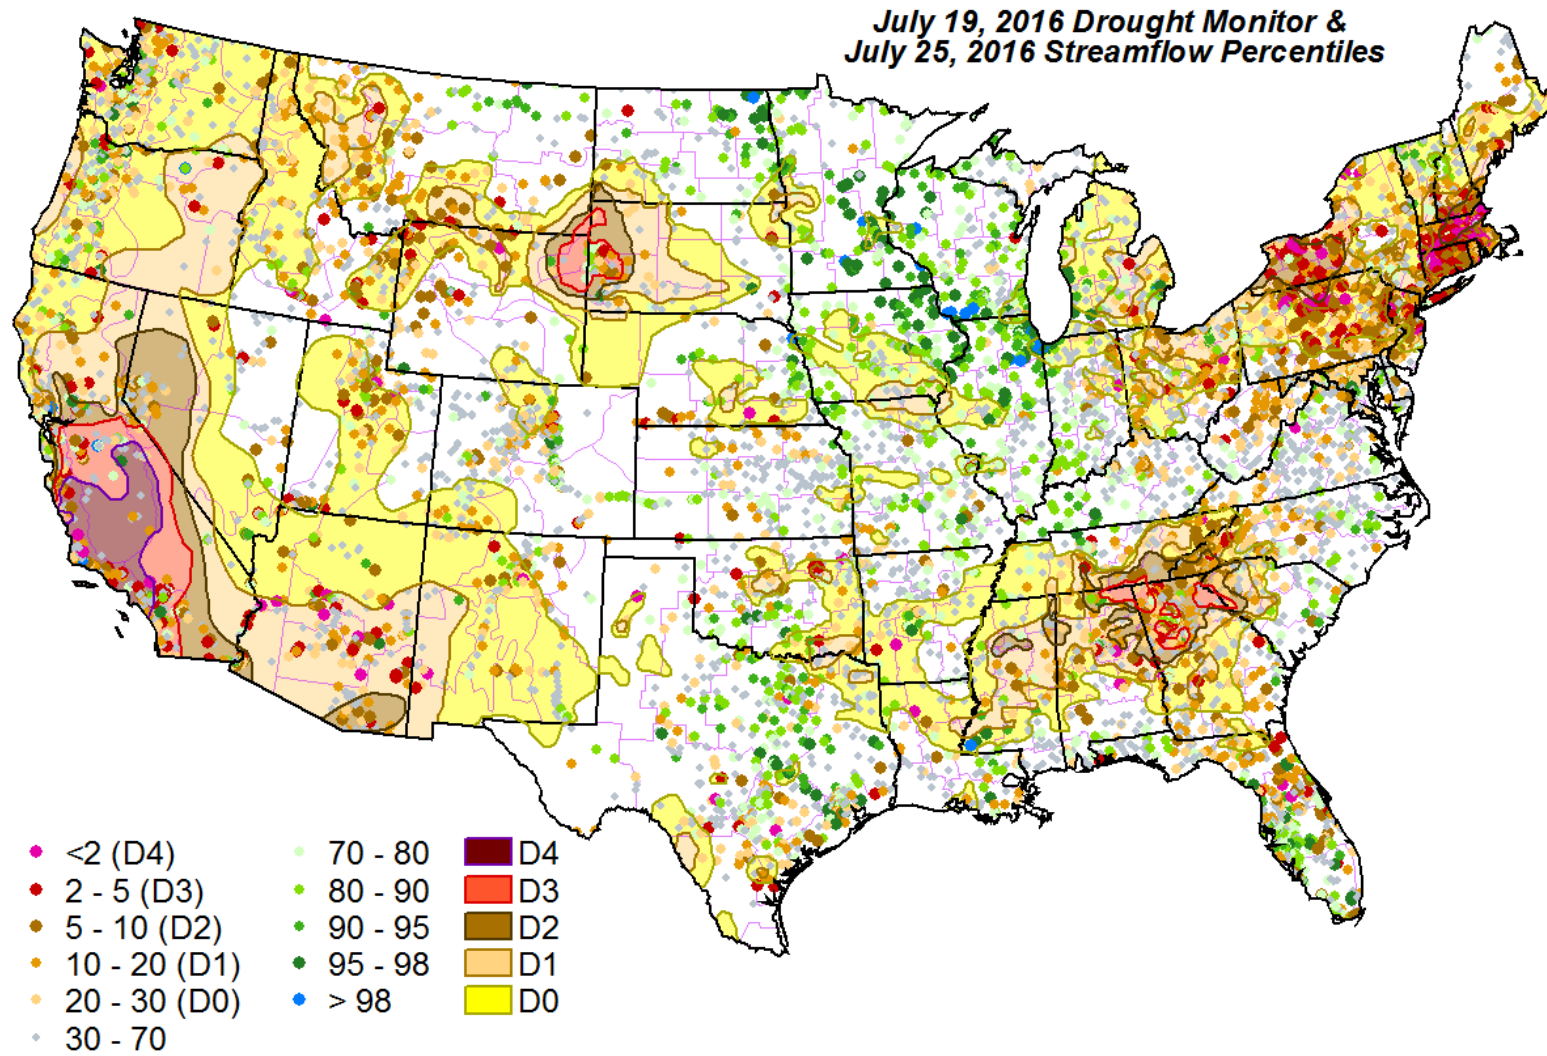 July 19, 2016 Drought Monitor &
July 25, 2016 Streamflow Percentiles
<2 (D4)
2 - 5 (D3)
5 - 10 (D2)
10 - 20 (D1)
20 - 30 (D0)
30 - 70
70 - 80
80 - 90
90 - 95
95 - 98
> 98
D4
D3
D2
D1
D0